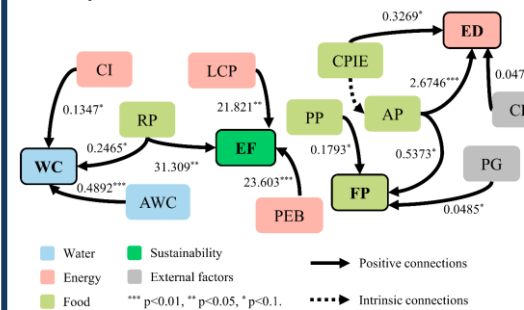 0.3269*
ED
CPIE
CI
LCP
2.6746***
0.047
0.1347*
21.821**
RP
PP
AP
0.2465*
EF
0.1793*
0.5373*
PG
WC
31.309**
0.4892***
23.603***
FP
AWC
PEB
0.0485*
Water
Sustainability
Energy
External factors
Positive connections
Food
*** p<0.01, ** p<0.05, * p<0.1.
Intrinsic connections